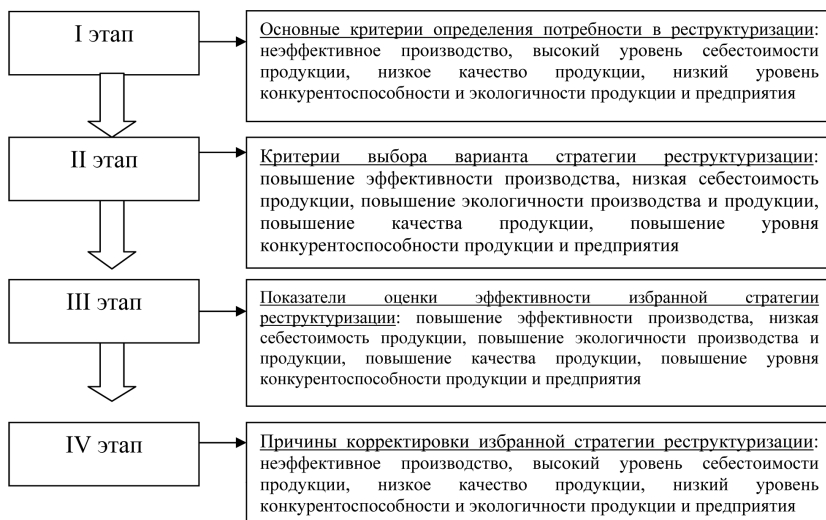 I этап
Основные критерии определения потребности в реструктуризации:
неэффективное производство, высокий уровень себестоимости
продукции, низкое качество продукции, низкий уровень
конкурентоспособности и экологичности продукции и предприятия
II этап
Критерии выбора варианта стратегии реструктуризации:
повышение эффективности производства, низкая себестоимость
продукции, повышение экологичности производства и продукции,
повышение качества продукции, повышение уровня
конкурентоспособности продукции и предприятия
III этап
Показатели оценки эффективности избранной стратегии
реструктуризации: повышение эффективности производства, низкая
себестоимость продукции, повышение экологичности производства и
продукции, повышение качества продукции, повышение уровня
конкурентоспособности продукции и предприятия
IV этап
Причины корректировки избранной стратегии реструктуризации:
неэффективное производство, высокий уровень себестоимости
продукции, низкое качество продукции, низкий уровень
конкурентоспособности и экологичности продукции и предприятия